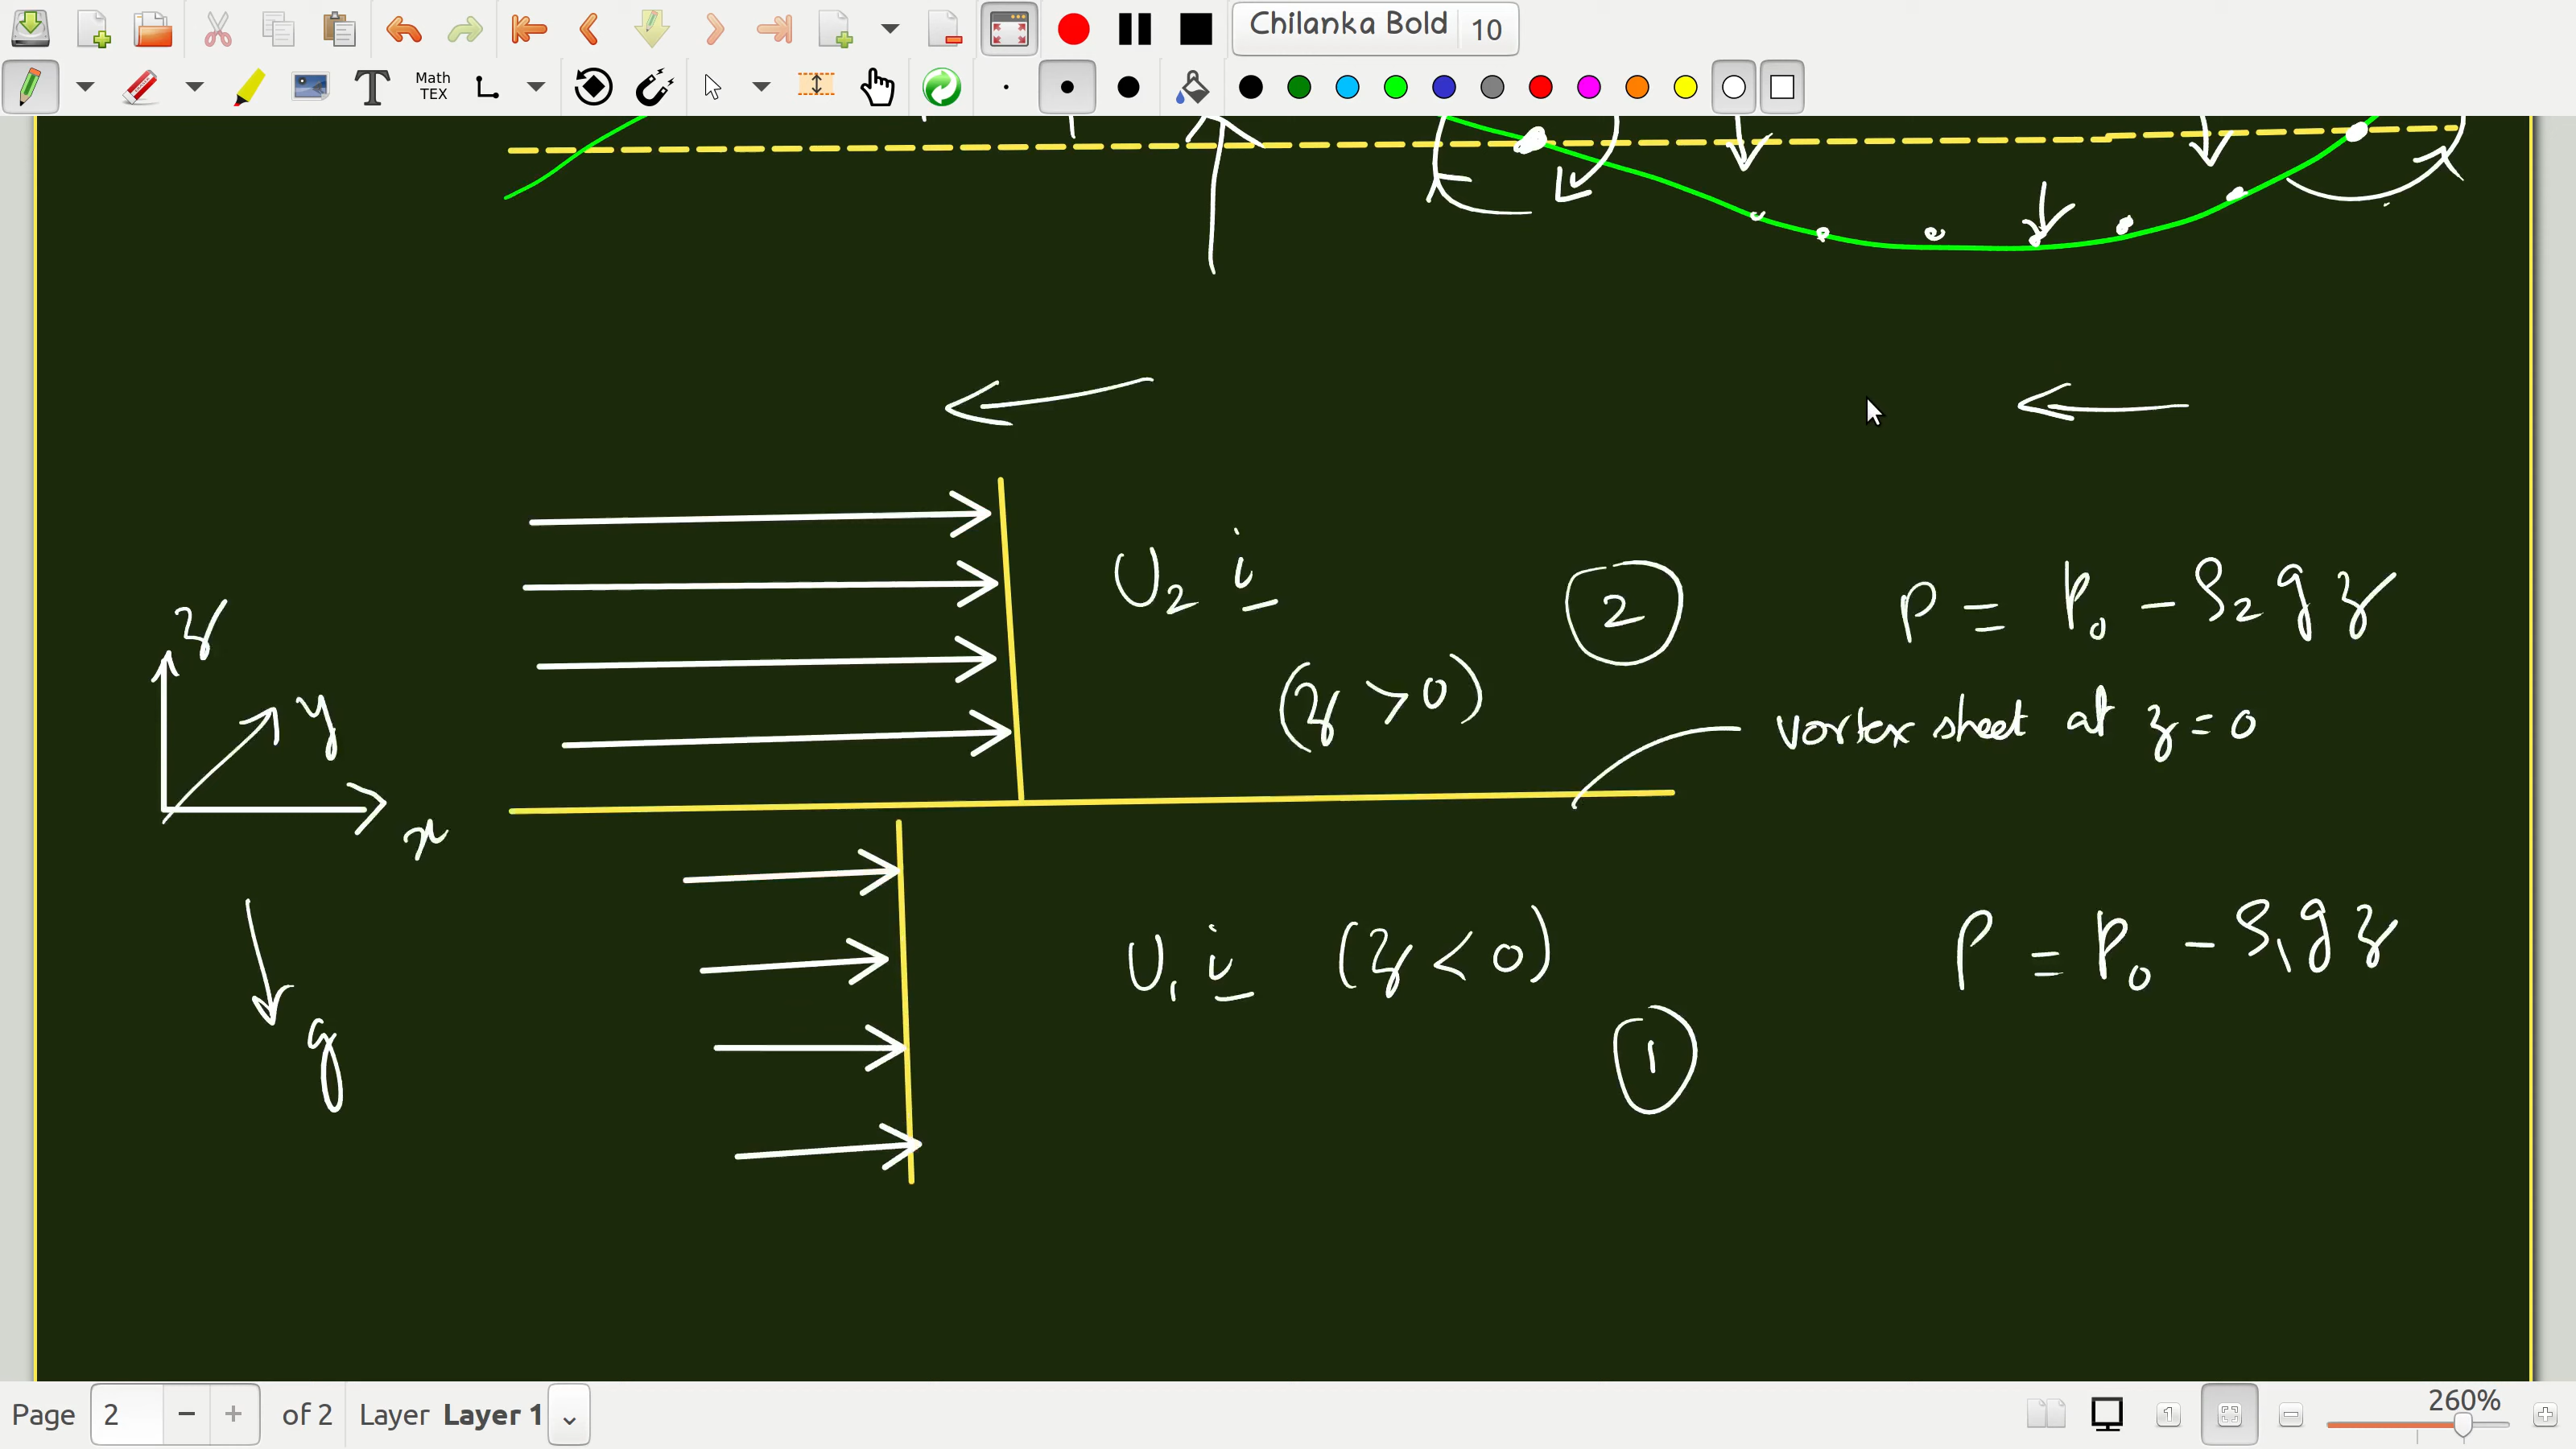 Chilanka Bold 10
Math
TEX
U₂ i
②
P = P₀ - ρ₂ g z
z
(z > 0)
y
vortex sheet at z = 0
x
U₁ i (z < 0)
P = P₀ - ρ₁ g z
g
①
Page 2 of 2 Layer Layer 1 1 260%